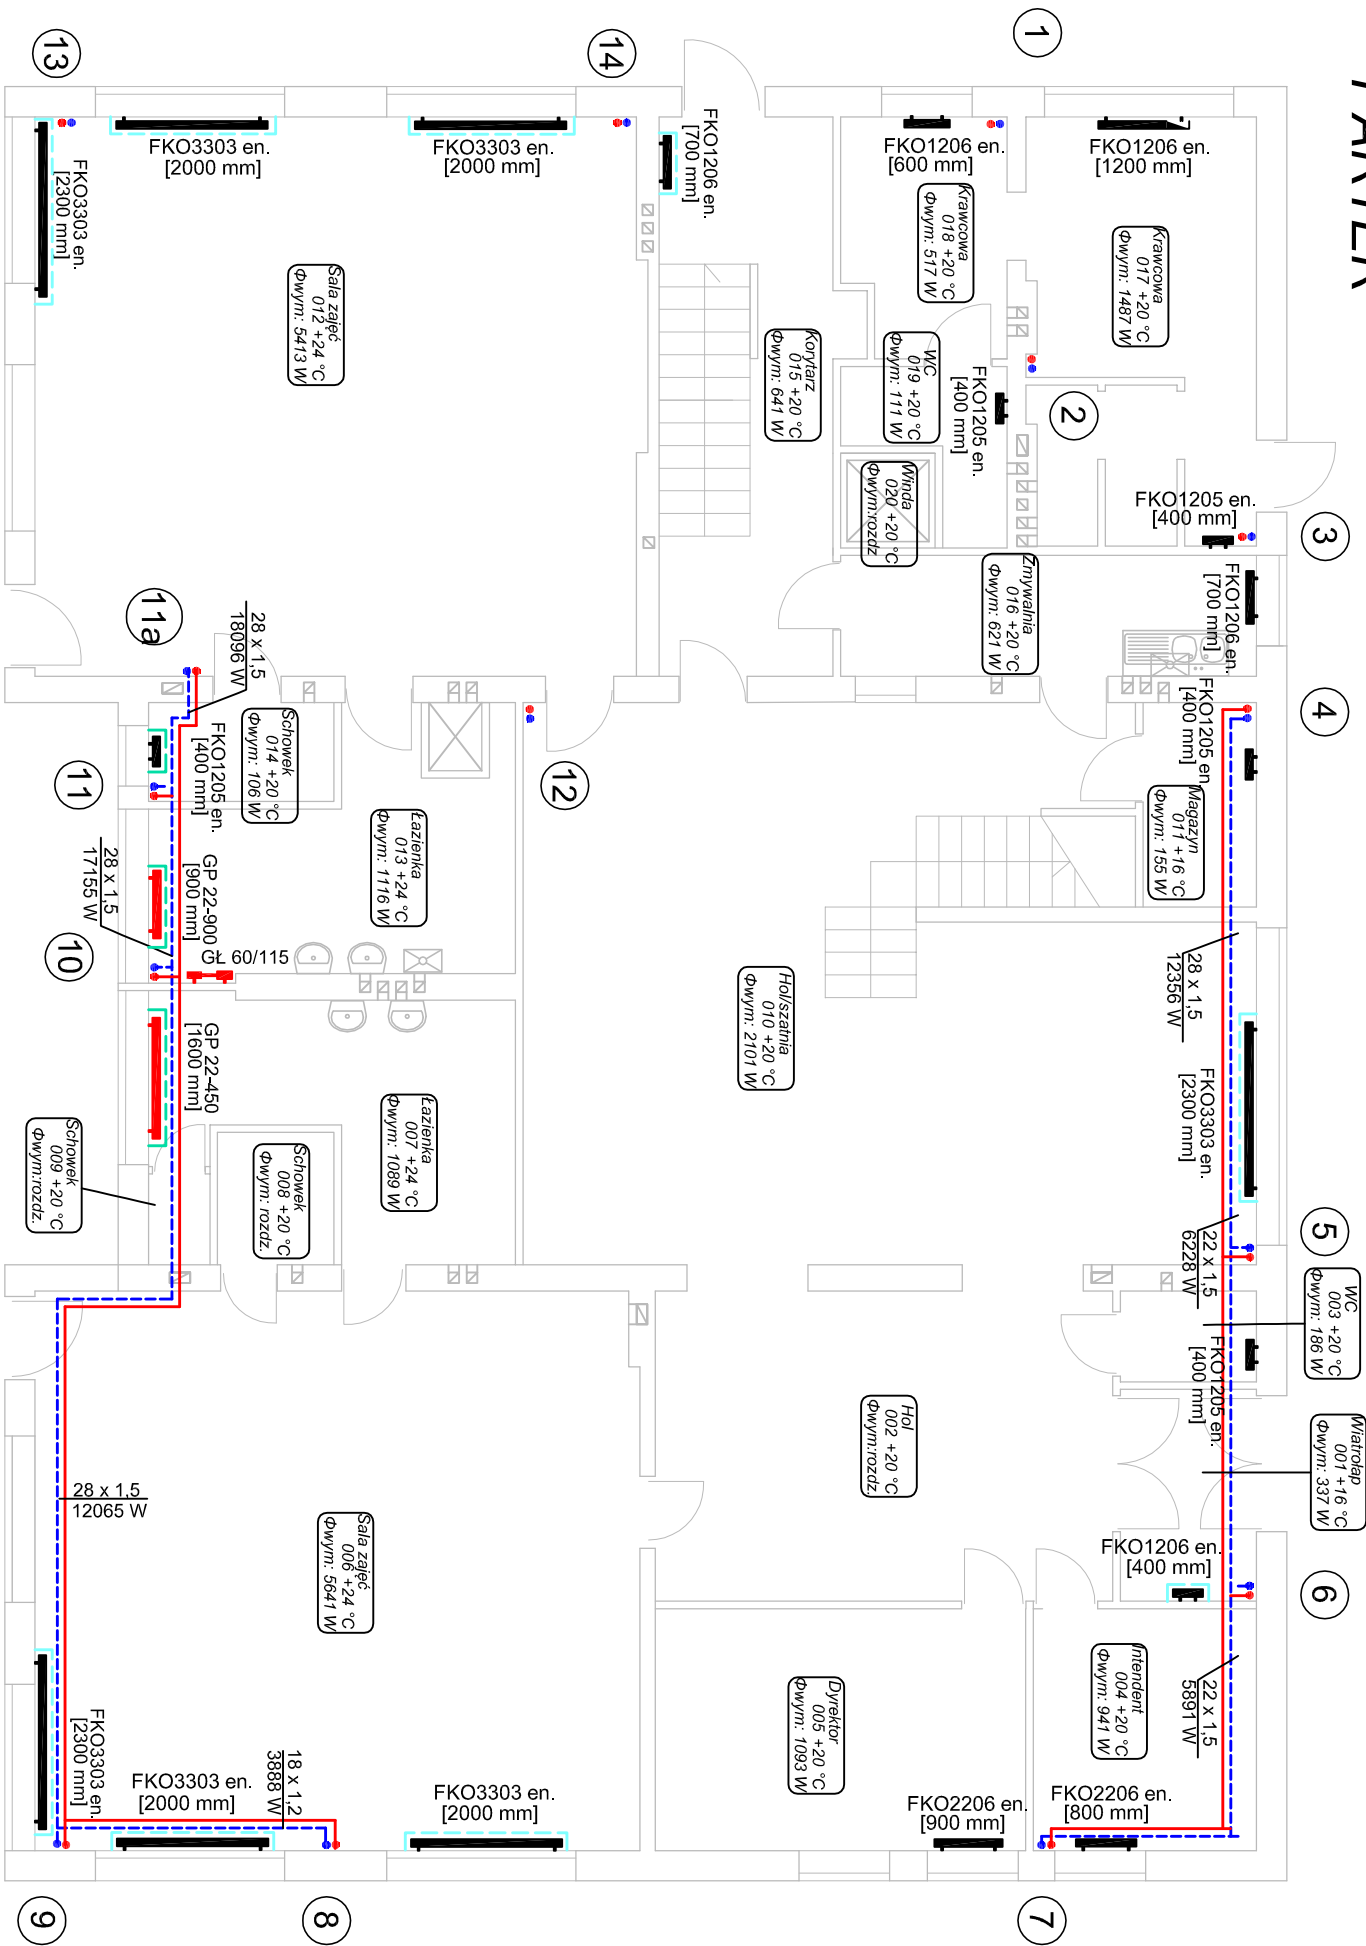 PARTER
1
2
3
4
5
6
7
8
9
10
11
11a
12
13
14
FKO3303 en.
[2000 mm]
FKO3303 en.
[2000 mm]
FKO3303 en.
[2300 mm]
FKO1206 en.
[700 mm]
FKO1206 en.
[600 mm]
FKO1206 en.
[1200 mm]
Krawcowa
018 +20 °C
Φwym: 517 W
Krawcowa
017 +20 °C
Φwym: 1487 W
Sala zajęć
012 +24 °C
Φwym: 5413 W
Korytarz
015 +20 °C
Φwym: 641 W
WC
019 +20 °C
Φwym: 111 W
FKO1205 en.
[400 mm]
Winda
020 +20 °C
Φwym:rozdz
FKO1205 en.
[400 mm]
Zmywalnia
016 +20 °C
Φwym: 621 W
FKO1206 en.
[700 mm]
28 x 1,5
18096 W
FKO1205 en.
[400 mm]
Schowek
014 +20 °C
Φwym: 106 W
FKO1205 en.
[400 mm]
Magazyn
011 +16 °C
Φwym: 155 W
Łazienka
013 +24 °C
Φwym: 1116 W
28 x 1,5
17155 W
GP 22-900
[900 mm]
GŁ 60/115
28 x 1,5
12356 W
Hol/szatnia
010 +20 °C
Φwym: 2101 W
GP 22-450
[1600 mm]
FKO3303 en.
[2300 mm]
Łazienka
007 +24 °C
Φwym: 1089 W
Schowek
008 +20 °C
Φwym: rozdz.
Schowek
009 +20 °C
Φwym:rozdz.
22 x 1,5
6228 W
WC
003 +20 °C
Φwym: 186 W
FKO1205 en.
[400 mm]
Hol
002 +20 °C
Φwym:rozdz.
Wiatrołap
001 +16 °C
Φwym: 337 W
28 x 1,5
12065 W
Sala zajęć
006 +24 °C
Φwym: 5641 W
FKO1206 en.
[400 mm]
Dyrektor
005 +20 °C
Φwym: 1093 W
Intendent
004 +20 °C
Φwym: 941 W
22 x 1,5
5891 W
FKO3303 en.
[2300 mm]
FKO3303 en.
[2000 mm]
18 x 1,2
3888 W
FKO3303 en.
[2000 mm]
FKO2206 en.
[900 mm]
FKO2206 en.
[800 mm]